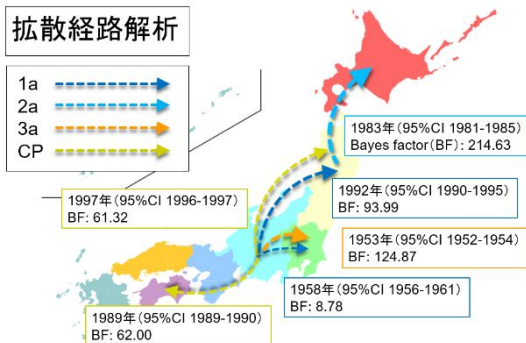 拡散経路解析
1a
2a
3a
CP
1983年(95%CI 1981-1985)
Bayes factor(BF): 214.63
1997年(95%CI 1996-1997)
BF: 61.32
1992年(95%CI 1990-1995)
BF: 93.99
1953年(95%CI 1952-1954)
BF: 124.87
1958年(95%CI 1956-1961)
BF: 8.78
1989年(95%CI 1989-1990)
BF: 62.00